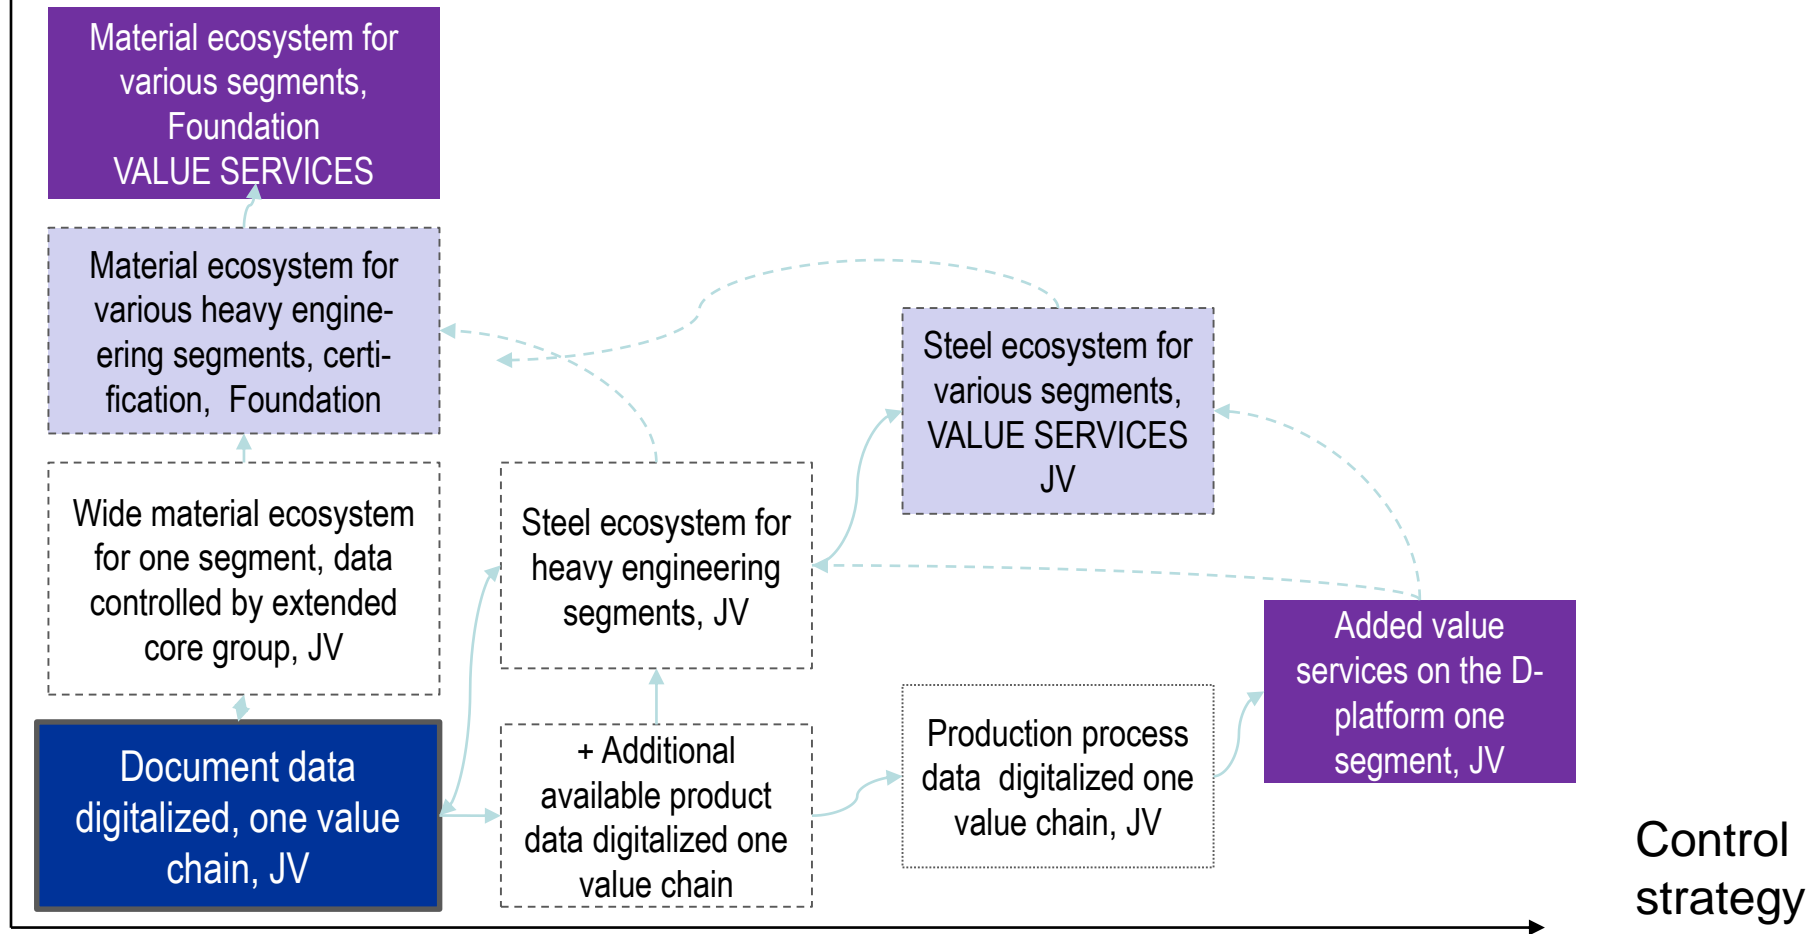 Material ecosystem for
various segments,
Foundation
VALUE SERVICES
Material ecosystem for
various heavy engine-
ering segments, certi-
fication, Foundation
Steel ecosystem for
various segments,
VALUE SERVICES
JV
Wide material ecosystem
for one segment, data
controlled by extended
core group, JV
Steel ecosystem for
heavy engineering
segments, JV
Added value
services on the D-
platform one
segment, JV
Document data
digitalized, one value
chain, JV
+ Additional
available product
data digitalized one
value chain
Production process
data digitalized one
value chain, JV
Control
strategy